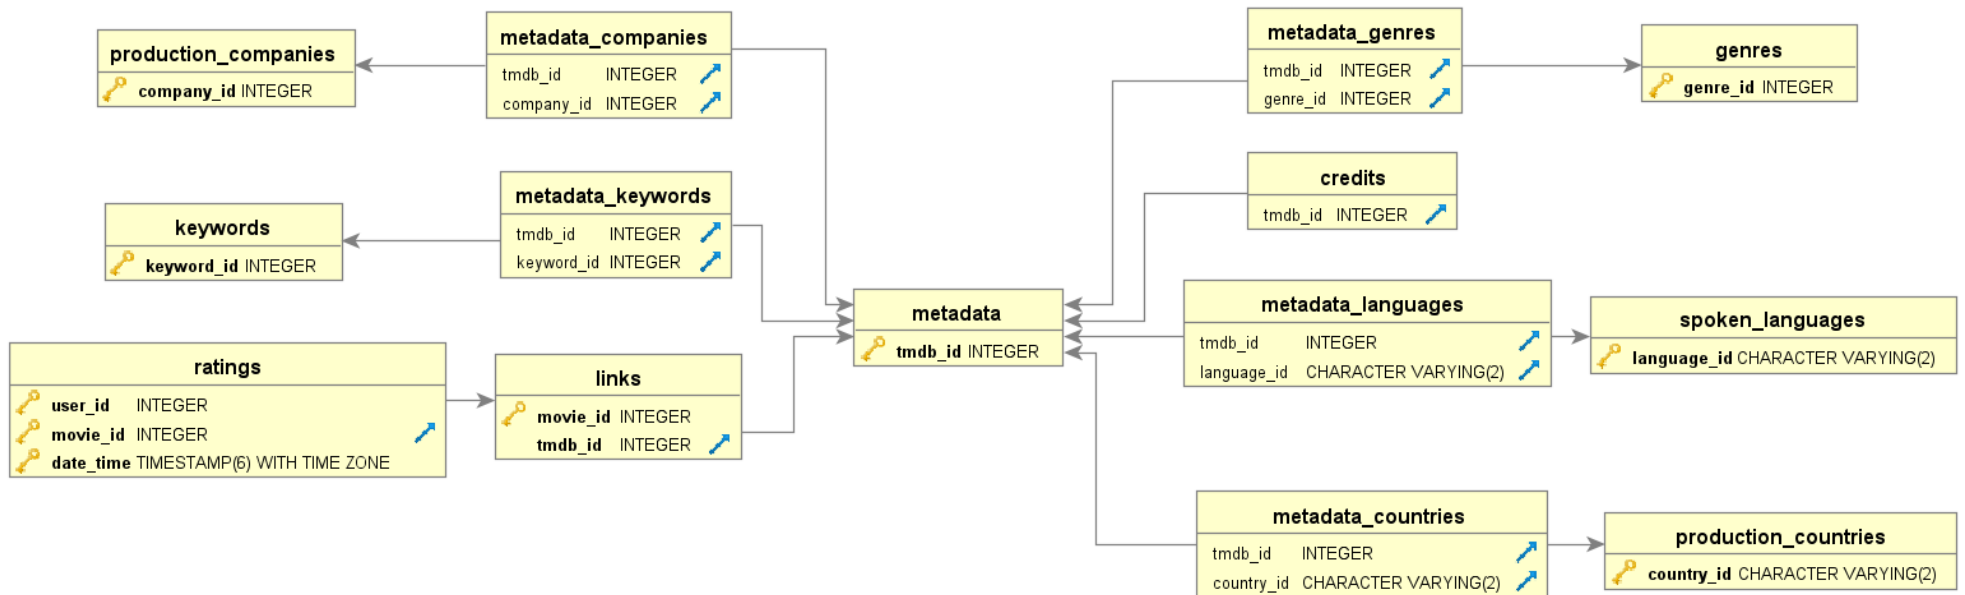 production_companies
company_id INTEGER
metadata_companies
tmdb_id INTEGER
company_id INTEGER
metadata_genres
tmdb_id INTEGER
genre_id INTEGER
genres
genre_id INTEGER
keywords
keyword_id INTEGER
metadata_keywords
tmdb_id INTEGER
keyword_id INTEGER
credits
tmdb_id INTEGER
ratings
user_id INTEGER
movie_id INTEGER
date_time TIMESTAMP(6) WITH TIME ZONE
links
movie_id INTEGER
tmdb_id INTEGER
metadata
tmdb_id INTEGER
metadata_languages
tmdb_id INTEGER
language_id CHARACTER VARYING(2)
spoken_languages
language_id CHARACTER VARYING(2)
metadata_countries
tmdb_id INTEGER
country_id CHARACTER VARYING(2)
production_countries
country_id CHARACTER VARYING(2)